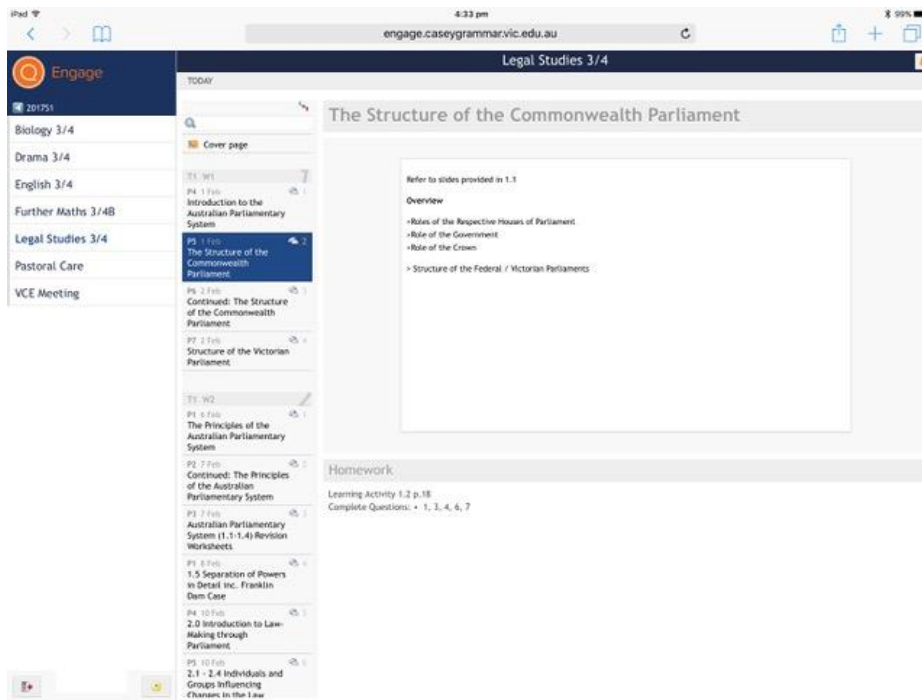 iPad
4:33 pm
99%
engage.caseygrammar.vic.edu.au
Engage
2017S1
Biology 3/4
Drama 3/4
English 3/4
Further Maths 3/4B
Legal Studies 3/4
Pastoral Care
VCE Meeting
Legal Studies 3/4
TODAY
Cover page
T1 W1
P4 1 Feb
Introduction to the
Australian Parliamentary
System
P5 1 Feb 2
The Structure of the
Commonwealth
Parliament
P6 2 Feb
Continued: The Structure
of the Commonwealth
Parliament
P7 2 Feb
Structure of the Victorian
Parliament
T1 W2
P1 6 Feb
The Principles of the
Australian Parliamentary
System
P2 7 Feb
Continued: The Principles
of the Australian
Parliamentary System
P3 7 Feb
Australian Parliamentary
System (1.1-1.4) Revision
Worksheets
P1 8 Feb
1.5 Separation of Powers
in Detail inc. Franklin
Dam Case
P4 10 Feb
2.0 Introduction to Law-
Making through
Parliament
P5 10 Feb
2.1 - 2.4 Individuals and
Groups Influencing
Changes in the Law
The Structure of the Commonwealth Parliament
Refer to slides provided in 1.1
Overview
>Roles of the Respective Houses of Parliament
>Role of the Government
>Role of the Crown
> Structure of the Federal / Victorian Parliaments
Homework
Learning Activity 1.2 p.18
Complete Questions: • 1, 3, 4, 6, 7